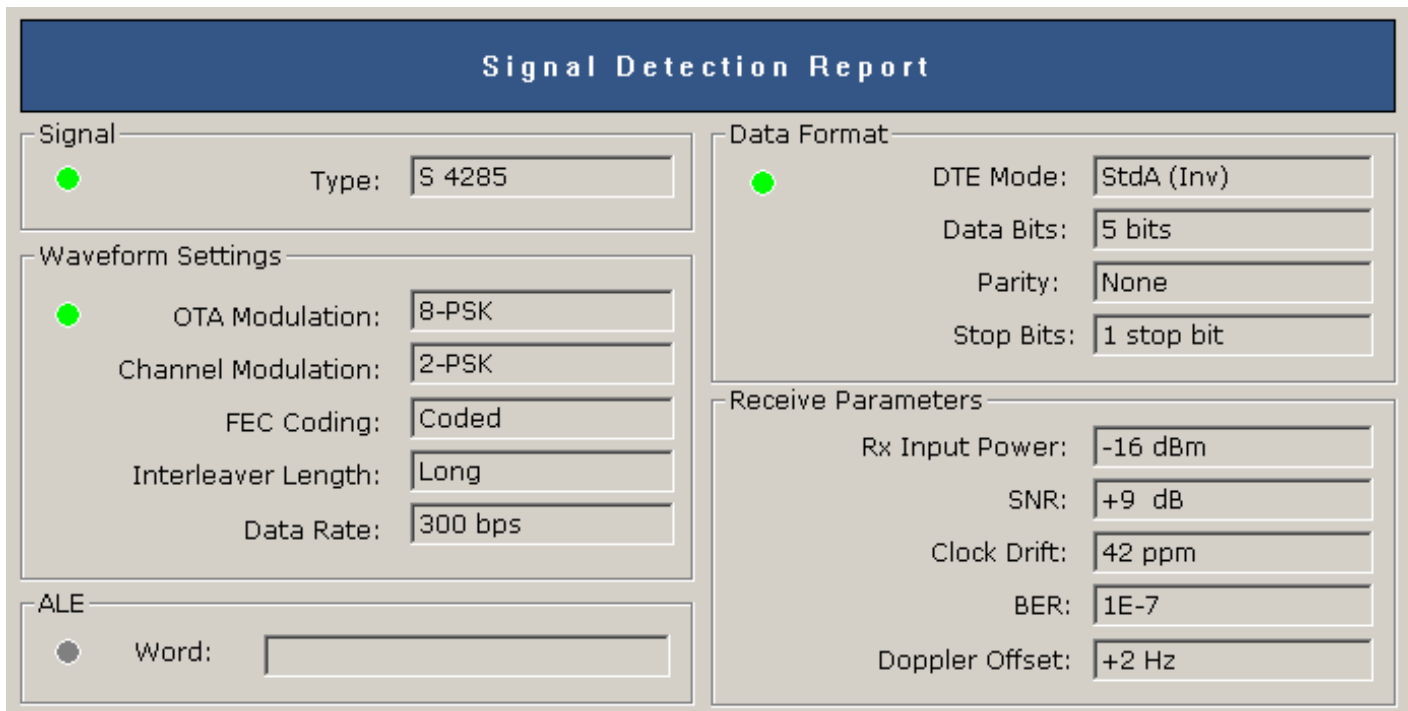 Signal Detection Report
Signal
Type: S 4285
Waveform Settings
OTA Modulation: 8-PSK
Channel Modulation: 2-PSK
FEC Coding: Coded
Interleaver Length: Long
Data Rate: 300 bps
ALE
Word:
Data Format
DTE Mode: StdA (Inv)
Data Bits: 5 bits
Parity: None
Stop Bits: 1 stop bit
Receive Parameters
Rx Input Power: -16 dBm
SNR: +9 dB
Clock Drift: 42 ppm
BER: 1E-7
Doppler Offset: +2 Hz